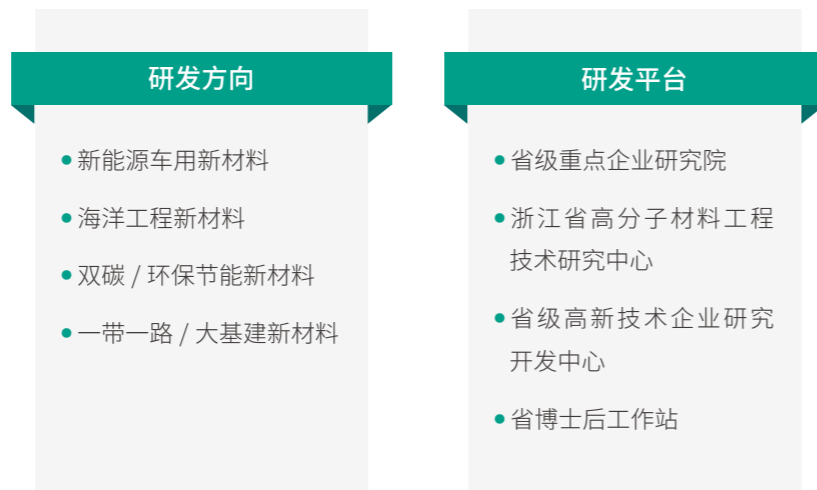 研发方向
• 新能源车用新材料
• 海洋工程新材料
• 双碳 / 环保节能新材料
• 一带一路 / 大基建新材料
研发平台
• 省级重点企业研究院
• 浙江省高分子材料工程
技术研究中心
• 省级高新技术企业研究
开发中心
• 省博士后工作站